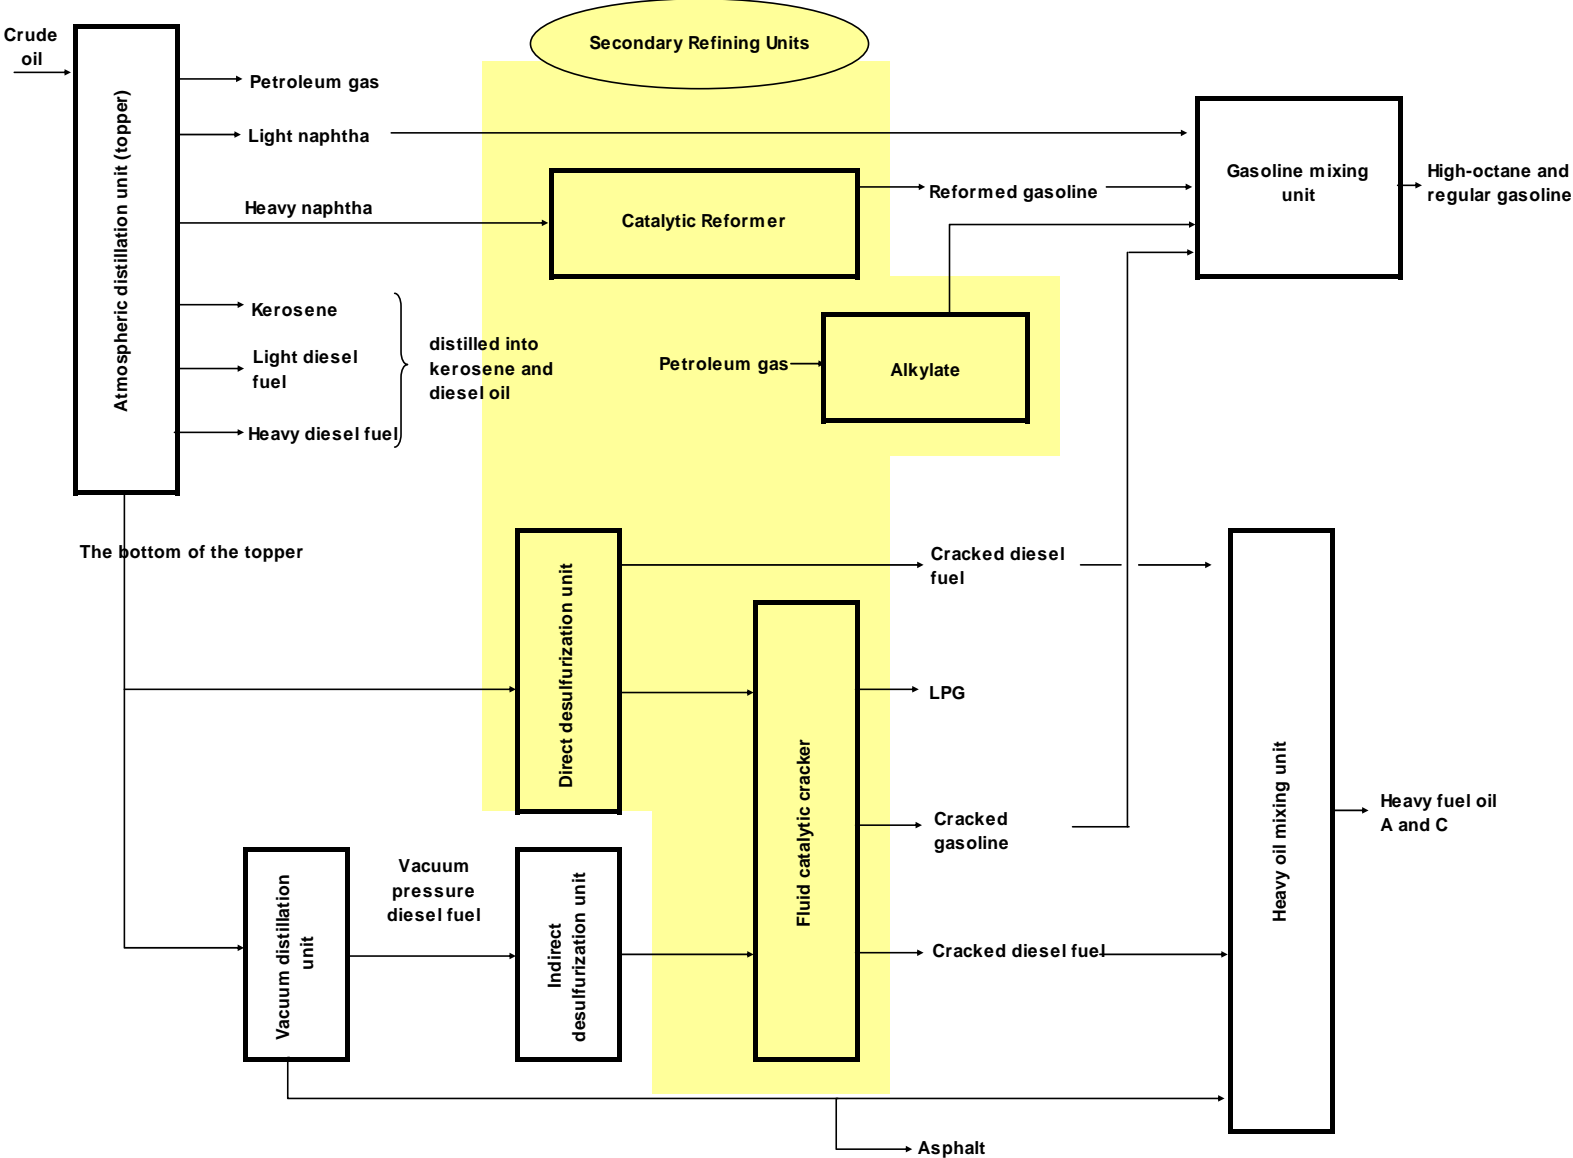 Crude
oil
Secondary Refining Units
Atmospheric distillation unit (topper)
Petroleum gas
Light naphtha
Heavy naphtha
Catalytic Reformer
Reformed gasoline
Gasoline mixing
unit
High-octane and
regular gasoline
Kerosene
Light diesel
fuel
Heavy diesel fuel
distilled into
kerosene and
diesel oil
Petroleum gas
Alkylate
The bottom of the topper
Direct desulfurization unit
Cracked diesel
fuel
Fluid catalytic cracker
LPG
Cracked
gasoline
Heavy oil mixing unit
Heavy fuel oil
A and C
Vacuum distillation
unit
Vacuum
pressure
diesel fuel
Indirect
desulfurization unit
Cracked diesel fuel
Asphalt